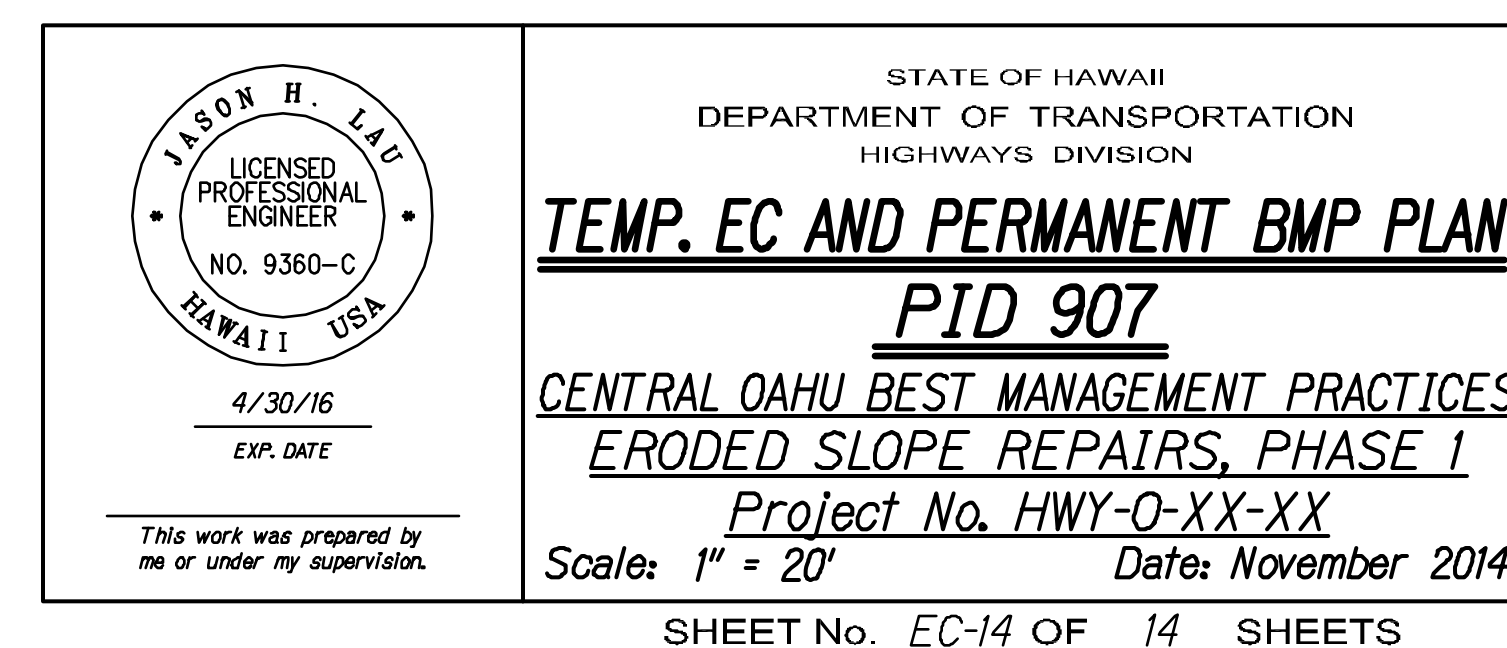 JASON H. LAU
LICENSED
PROFESSIONAL
ENGINEER
NO. 9360-C
HAWAII USA
4/30/16
EXP. DATE
This work was prepared by
me or under my supervision.
STATE OF HAWAII
DEPARTMENT OF TRANSPORTATION
HIGHWAYS DIVISION
TEMP. EC AND PERMANENT BMP PLAN
PID 907
CENTRAL OAHU BEST MANAGEMENT PRACTICES
ERODED SLOPE REPAIRS, PHASE 1
Project No. HWY-O-XX-XX
Scale: 1" = 20' Date: November 2014
SHEET No. EC-14 OF 14 SHEETS